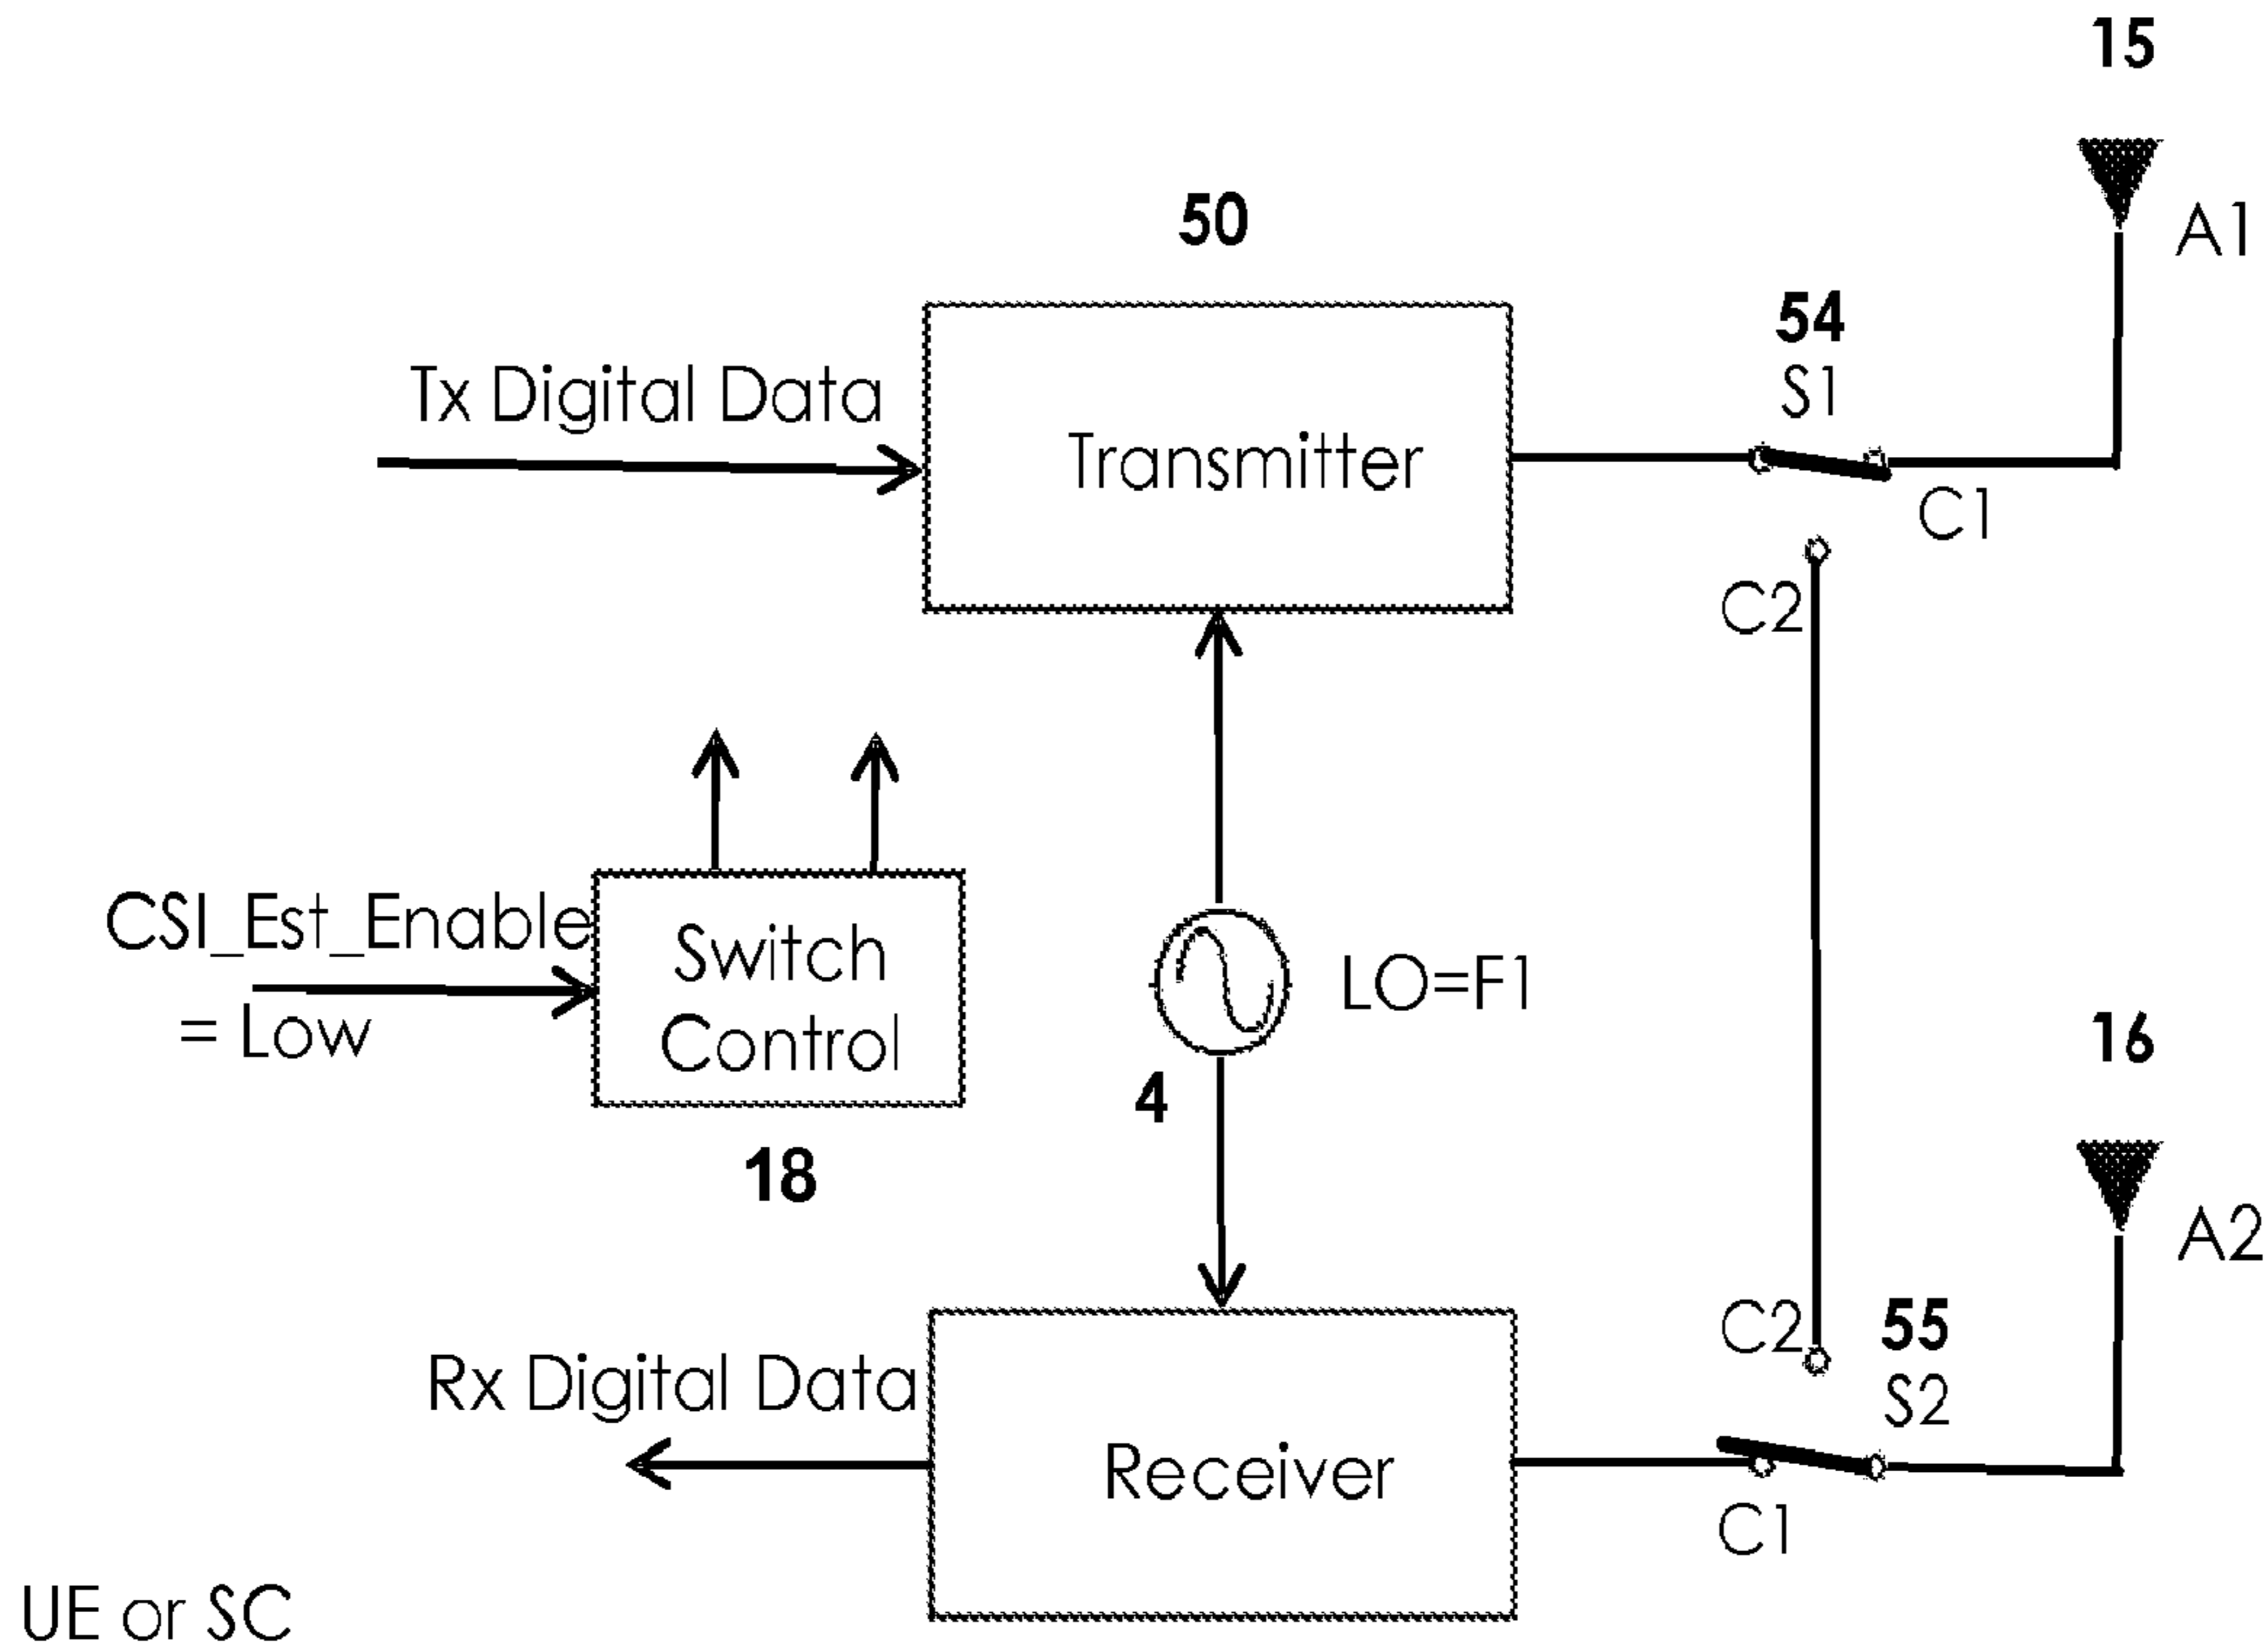 15
A1
50
54
S1
Tx Digital Data
Transmitter
C1
C2
CSI_Est_Enable
= Low
Switch
Control
18
LO=F1
4
16
A2
C2
55
S2
Rx Digital Data
Receiver
C1
UE or SC